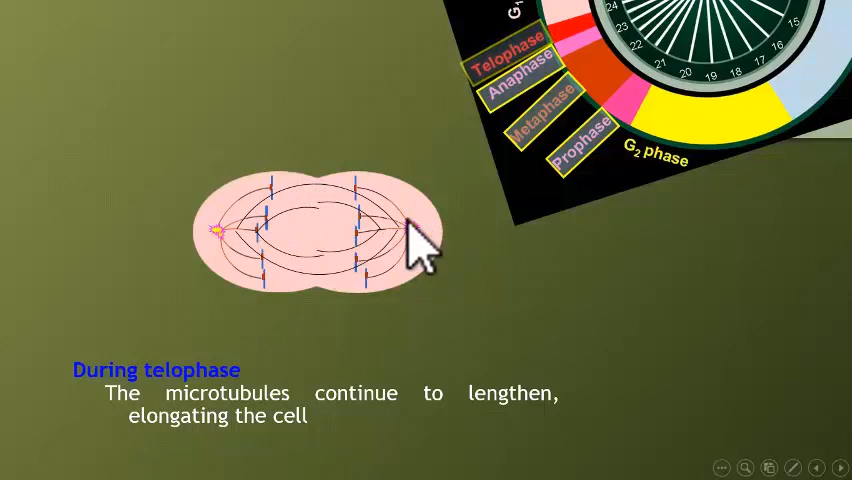 G1
Telophase
Anaphase
Metaphase
Prophase
G2 phase
24
23
22
21
20
19
18
17
16
15
During telophase
The microtubules continue to lengthen,
elongating the cell